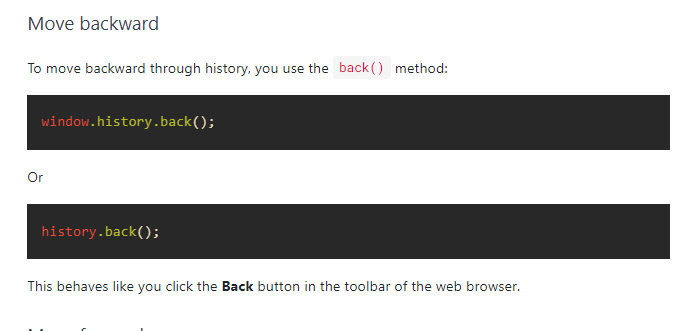 Move backward
To move backward through history, you use the back() method:
window.history.back();
Or
history.back();
This behaves like you click the Back button in the toolbar of the web browser.